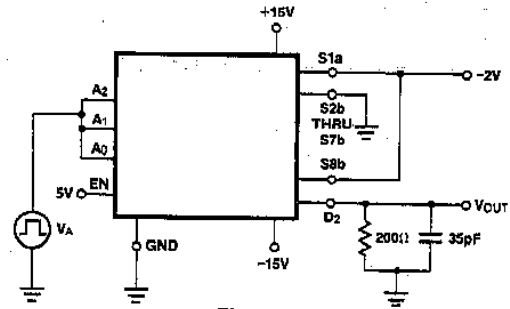 +15V
S1a
-2V
A2
S2b
THRU
S7b
A1
A0
S8b
5V EN
D2
VOUT
VA
200Ω
35pF
GND
-15V